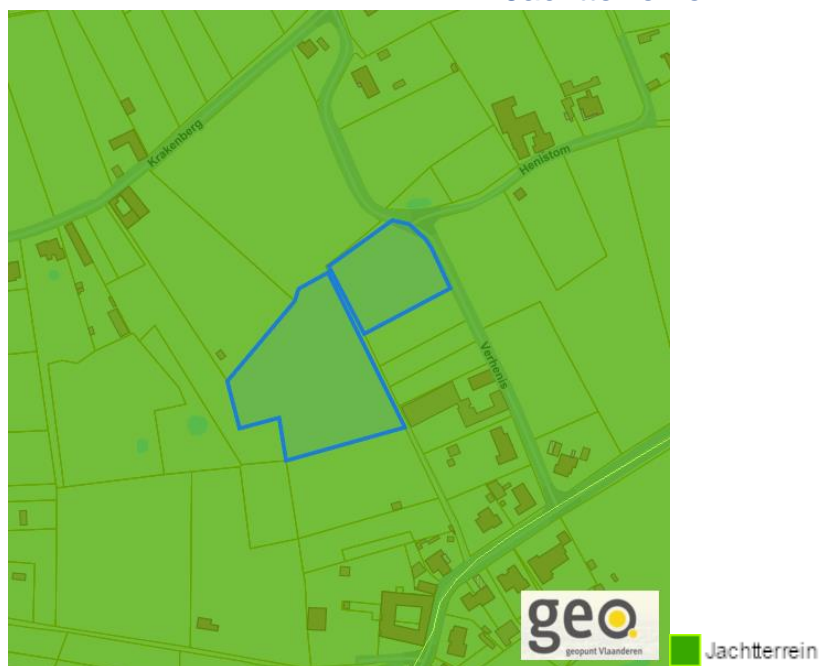 Krakenberg
Henistom
Verhenis
geo.
geopunt Vlaanderen
Jachtterrein